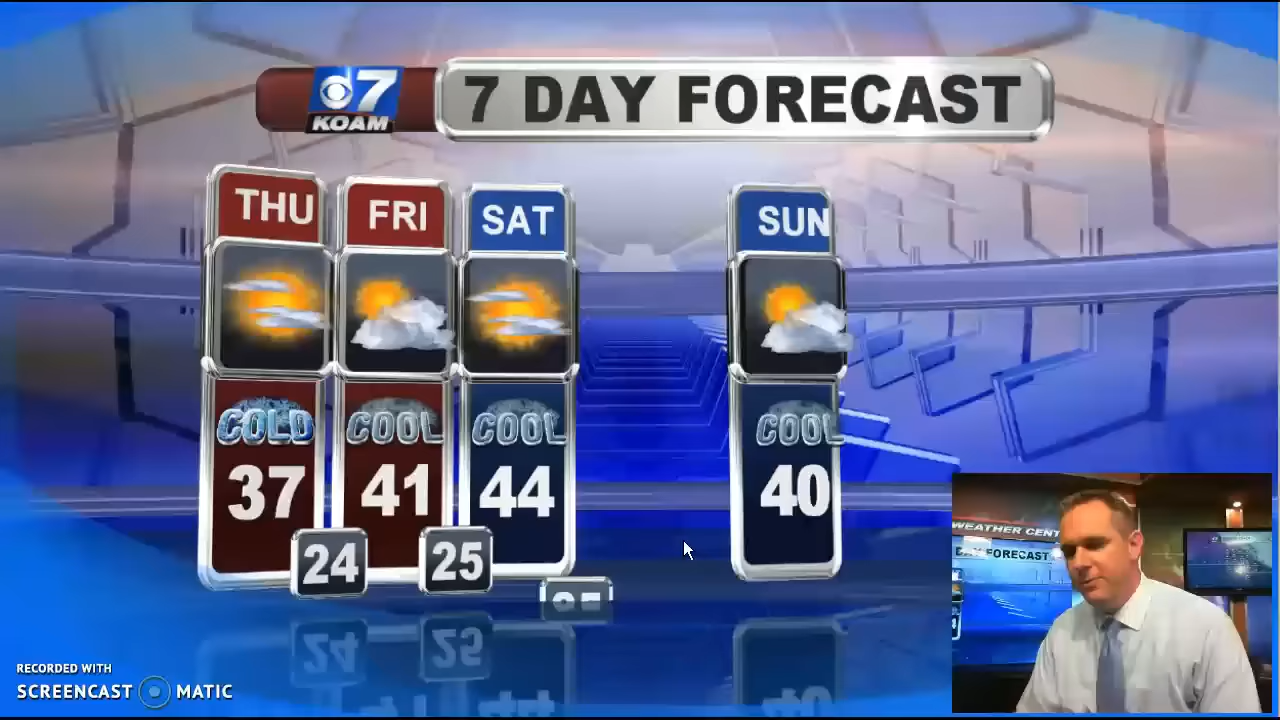 7
KOAM
7 DAY FORECAST
THU
FRI
SAT
SUN
COLD
COOL
COOL
COOL
37
41
44
40
24
25
WEATHER CENT
DAY FORECAST
RECORDED WITH
SCREENCAST MATIC